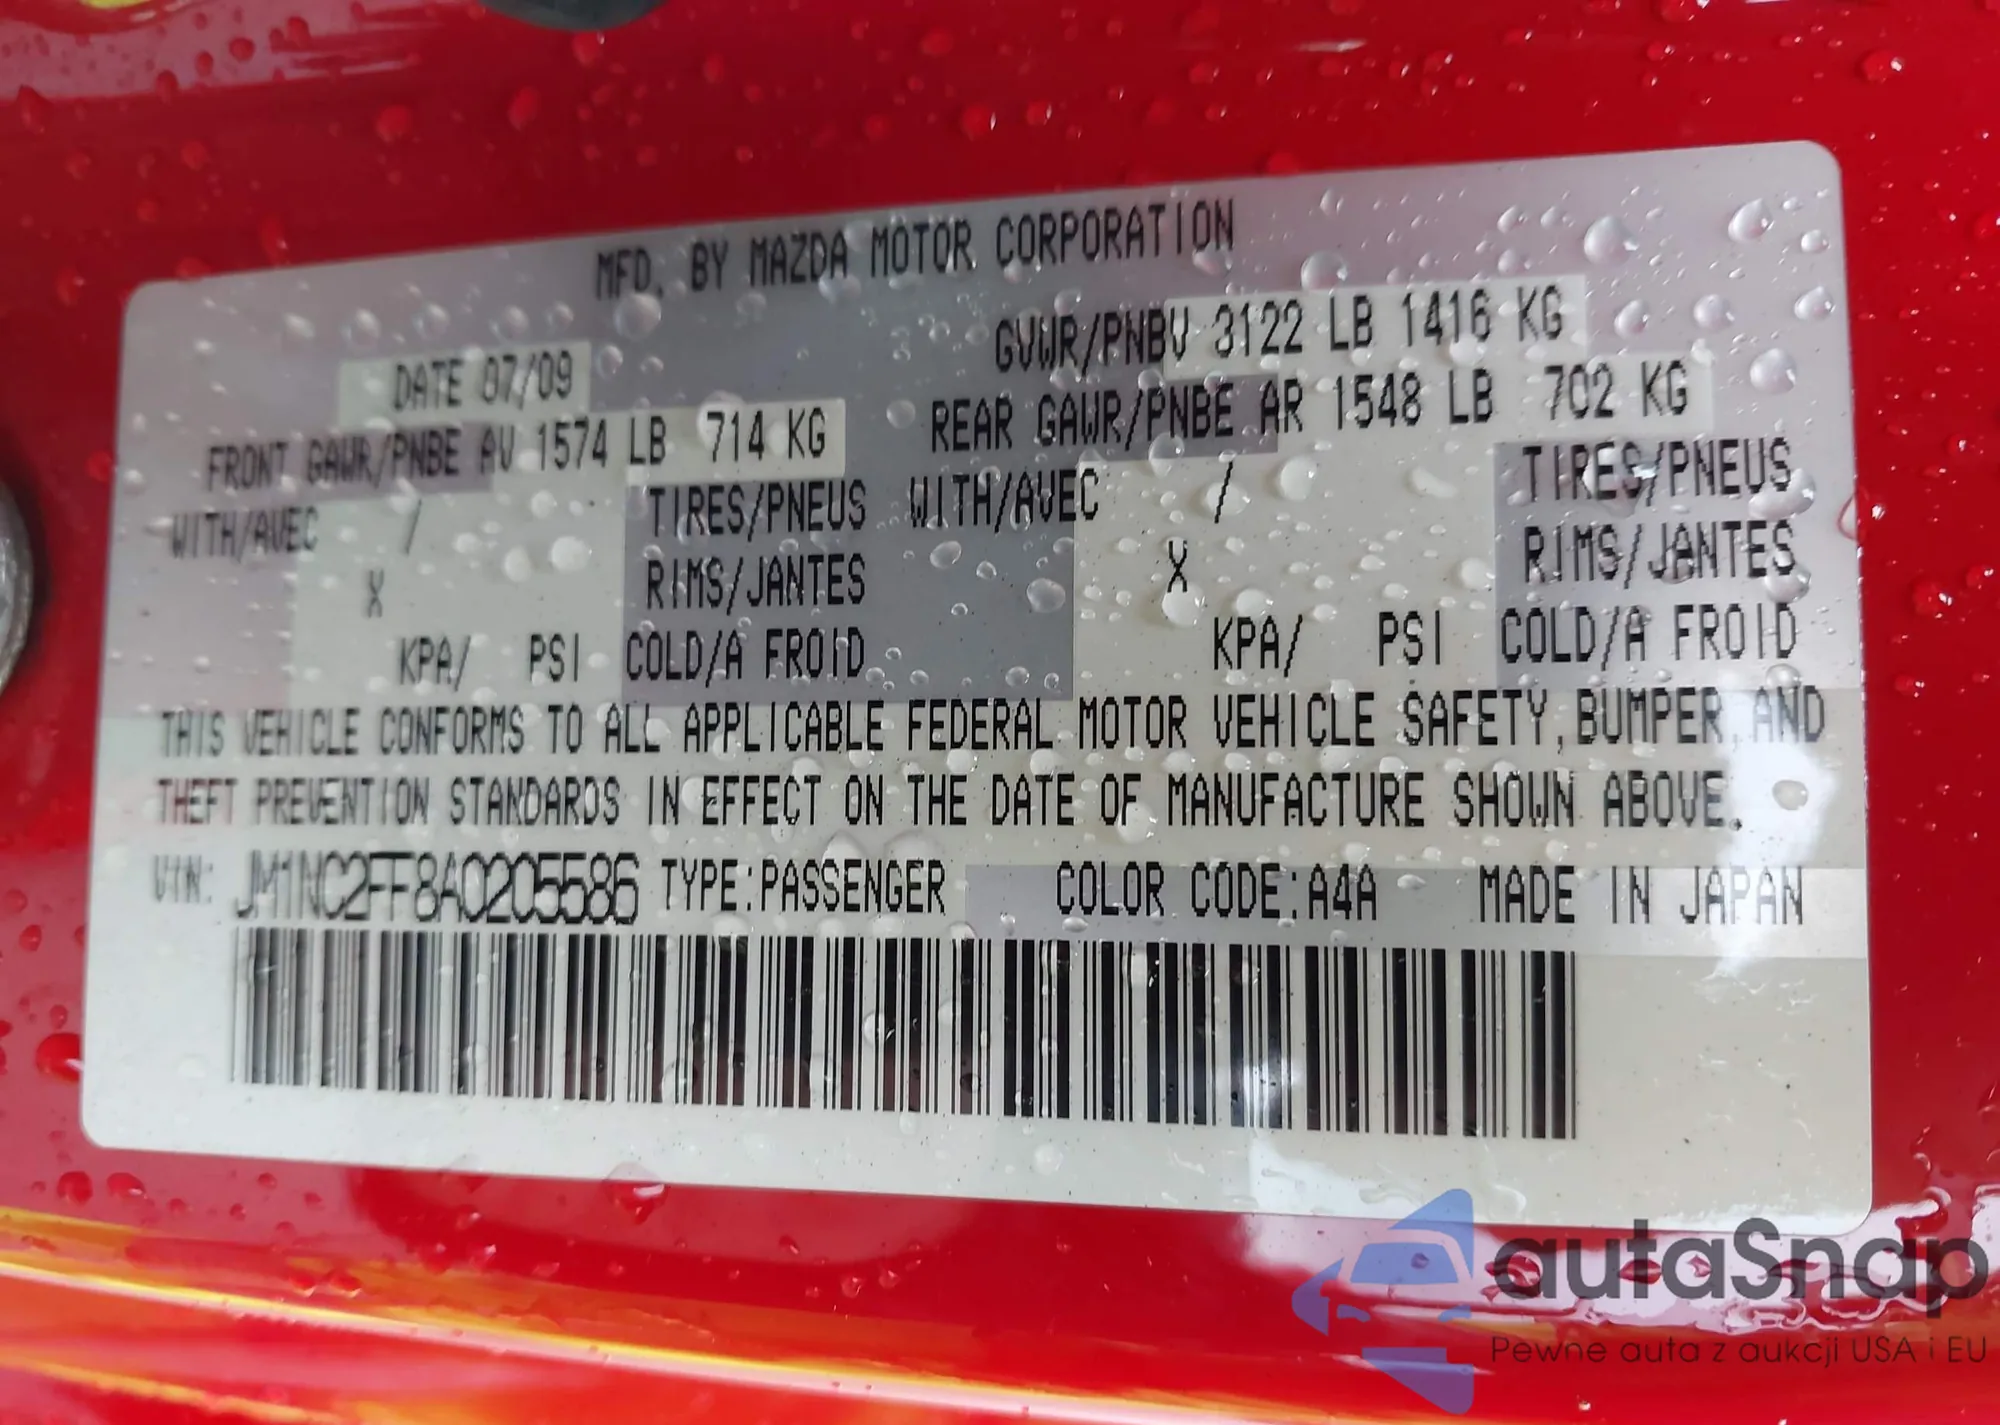 MFD. BY MAZDA MOTOR CORPORATION
GVWR/PNBV 3122 LB 1416 KG
DATE 07/09
FRONT GAWR/PNBE AV 1574 LB 714 KG
REAR GAWR/PNBE AR 1548 LB 702 KG
WITH/AVEC / TIRES/PNEUS WITH/AVEC / TIRES/PNEUS
X RIMS/JANTES X RIMS/JANTES
KPA/ PSI COLD/A FROID KPA/ PSI COLD/A FROID
THIS VEHICLE CONFORMS TO ALL APPLICABLE FEDERAL MOTOR VEHICLE SAFETY, BUMPER, AND
THEFT PREVENTION STANDARDS IN EFFECT ON THE DATE OF MANUFACTURE SHOWN ABOVE.
VIN: JM1NC2FF8A0205586 TYPE:PASSENGER COLOR CODE:A4A MADE IN JAPAN
autaSnap
Pewne auta z aukcji USA i EU